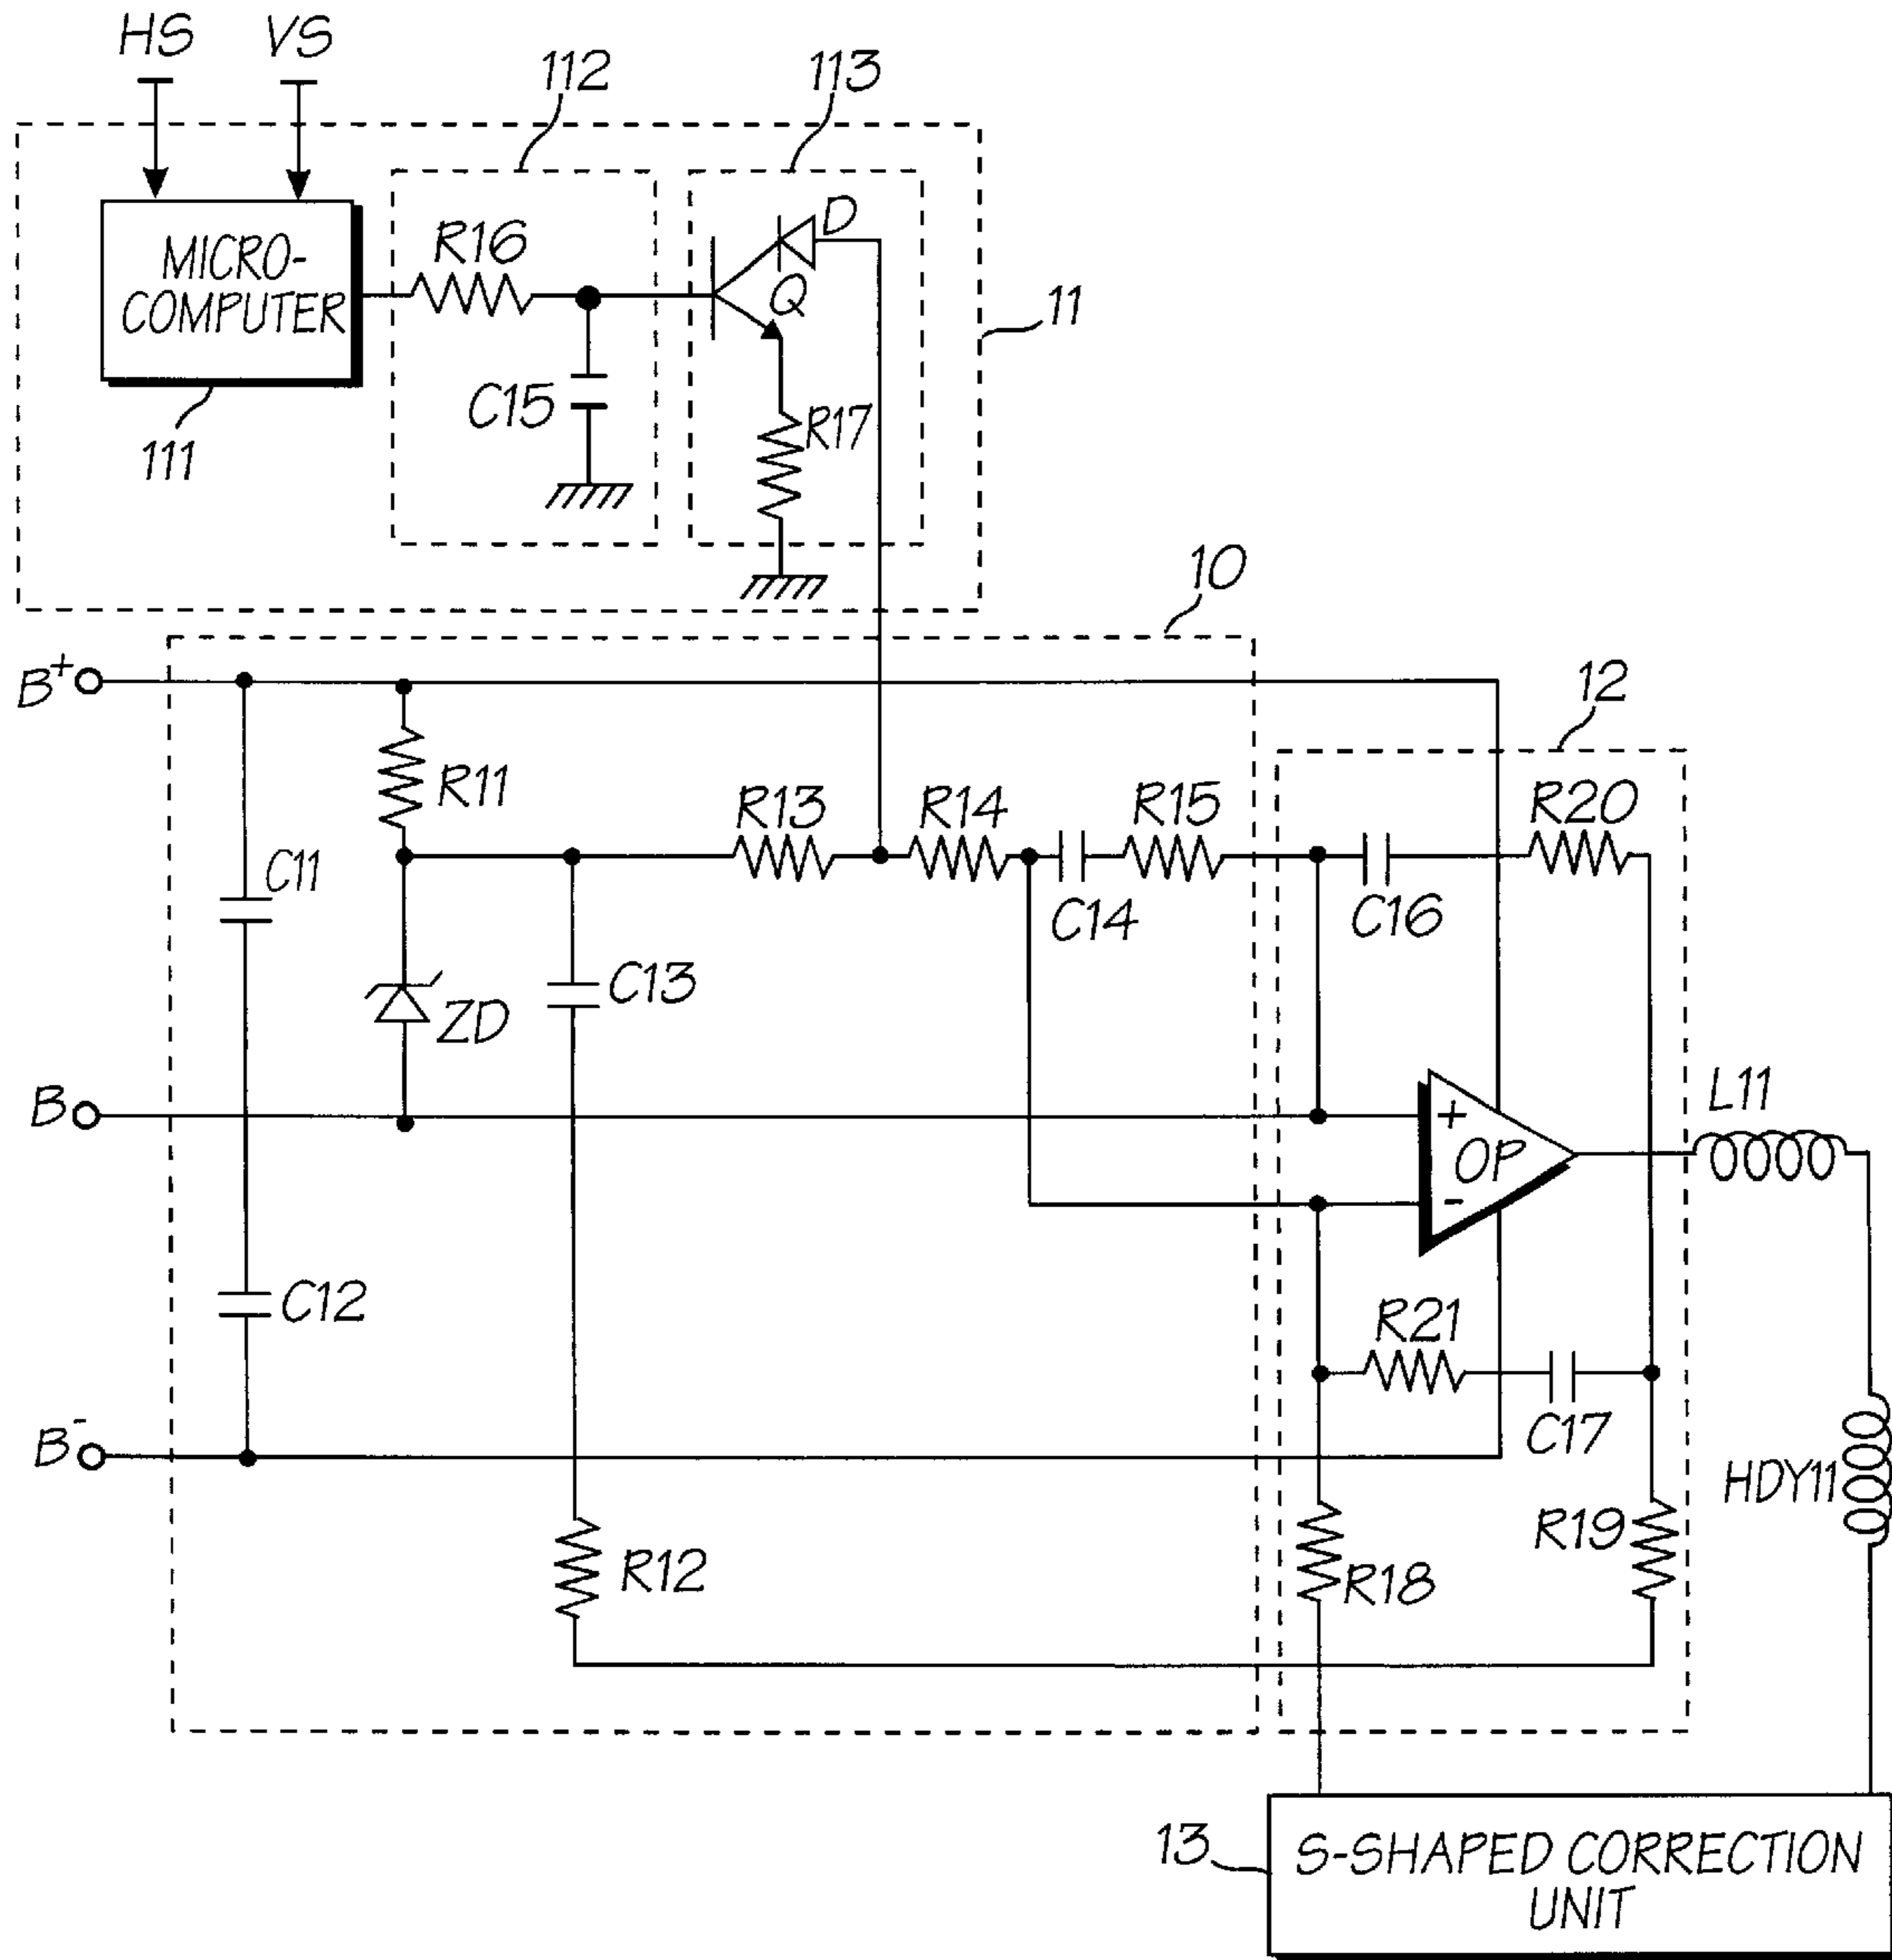 HS VS
112
113
MICRO-
COMPUTER
R16
D
Q
11
C15
R17
111
10
B+
12
R11
R13
R14
R15
R20
C11
C14
C16
C13
ZD
B
+
OP
-
L11
C12
R21
C17
B-
HDY11
R12
R18
R19
13
S-SHAPED CORRECTION
UNIT